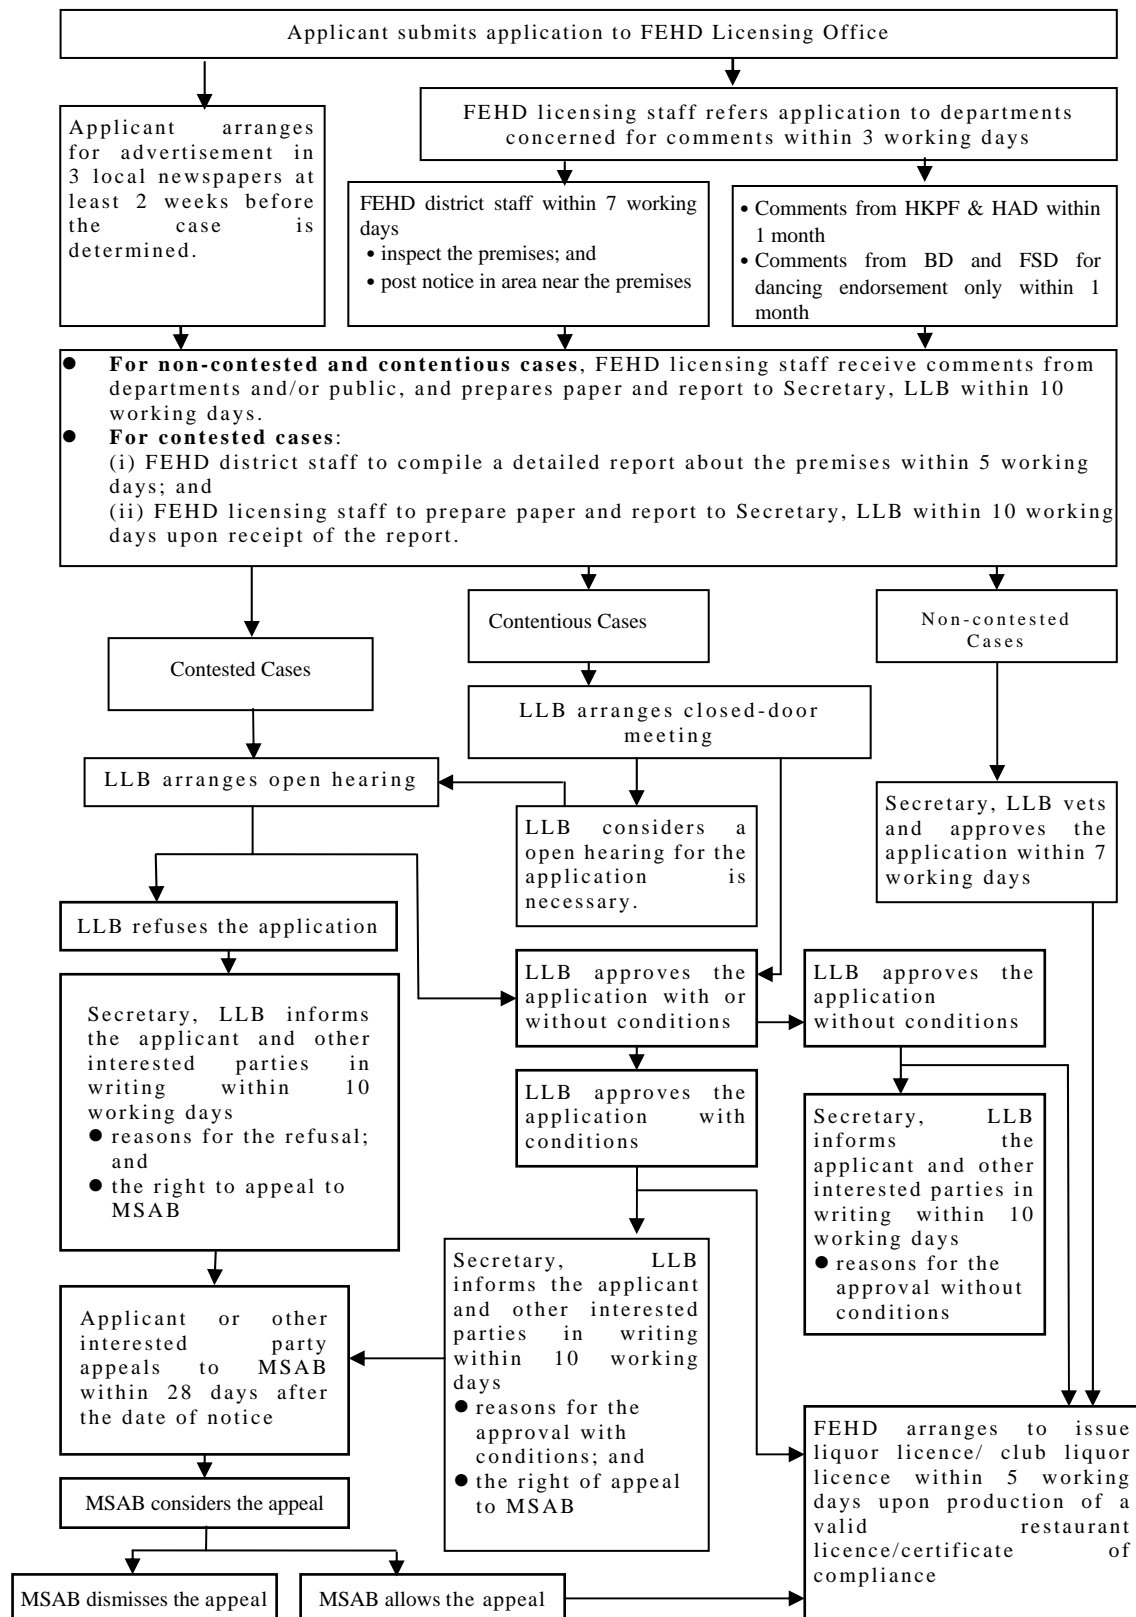 Applicant submits application to FEHD Licensing Office
FEHD licensing staff refers application to departments
concerned for comments within 3 working days
Applicant arranges
for advertisement in
3 local newspapers at
least 2 weeks before
the case is
determined.
FEHD district staff within 7 working
days
• inspect the premises; and
• post notice in area near the premises
• Comments from HKPF & HAD within
1 month
• Comments from BD and FSD for
dancing endorsement only within 1
month
● For non-contested and contentious cases, FEHD licensing staff receive comments from
departments and/or public, and prepares paper and report to Secretary, LLB within 10
working days.
● For contested cases:
(i) FEHD district staff to compile a detailed report about the premises within 5 working
days; and
(ii) FEHD licensing staff to prepare paper and report to Secretary, LLB within 10 working
days upon receipt of the report.
Contested Cases
Contentious Cases
Non-contested
Cases
LLB arranges closed-door
meeting
LLB arranges open hearing
LLB considers a
open hearing for the
application is
necessary.
Secretary, LLB vets
and approves the
application within 7
working days
LLB refuses the application
LLB approves the
application with or
without conditions
LLB approves the
application
without conditions
Secretary, LLB informs
the applicant and other
interested parties in
writing within 10
working days
● reasons for the refusal;
and
● the right to appeal to
MSAB
LLB approves the
application with
conditions
Secretary, LLB
informs the
applicant and other
interested parties in
writing within 10
working days
● reasons for the
approval without
conditions
Secretary, LLB
informs the applicant
and other interested
parties in writing
within 10 working
days
● reasons for the
approval with
conditions; and
● the right of appeal
to MSAB
Applicant or other
interested party
appeals to MSAB
within 28 days after
the date of notice
MSAB considers the appeal
MSAB dismisses the appeal
MSAB allows the appeal
FEHD arranges to issue
liquor licence/ club liquor
licence within 5 working
days upon production of a
valid restaurant
licence/certificate of
compliance